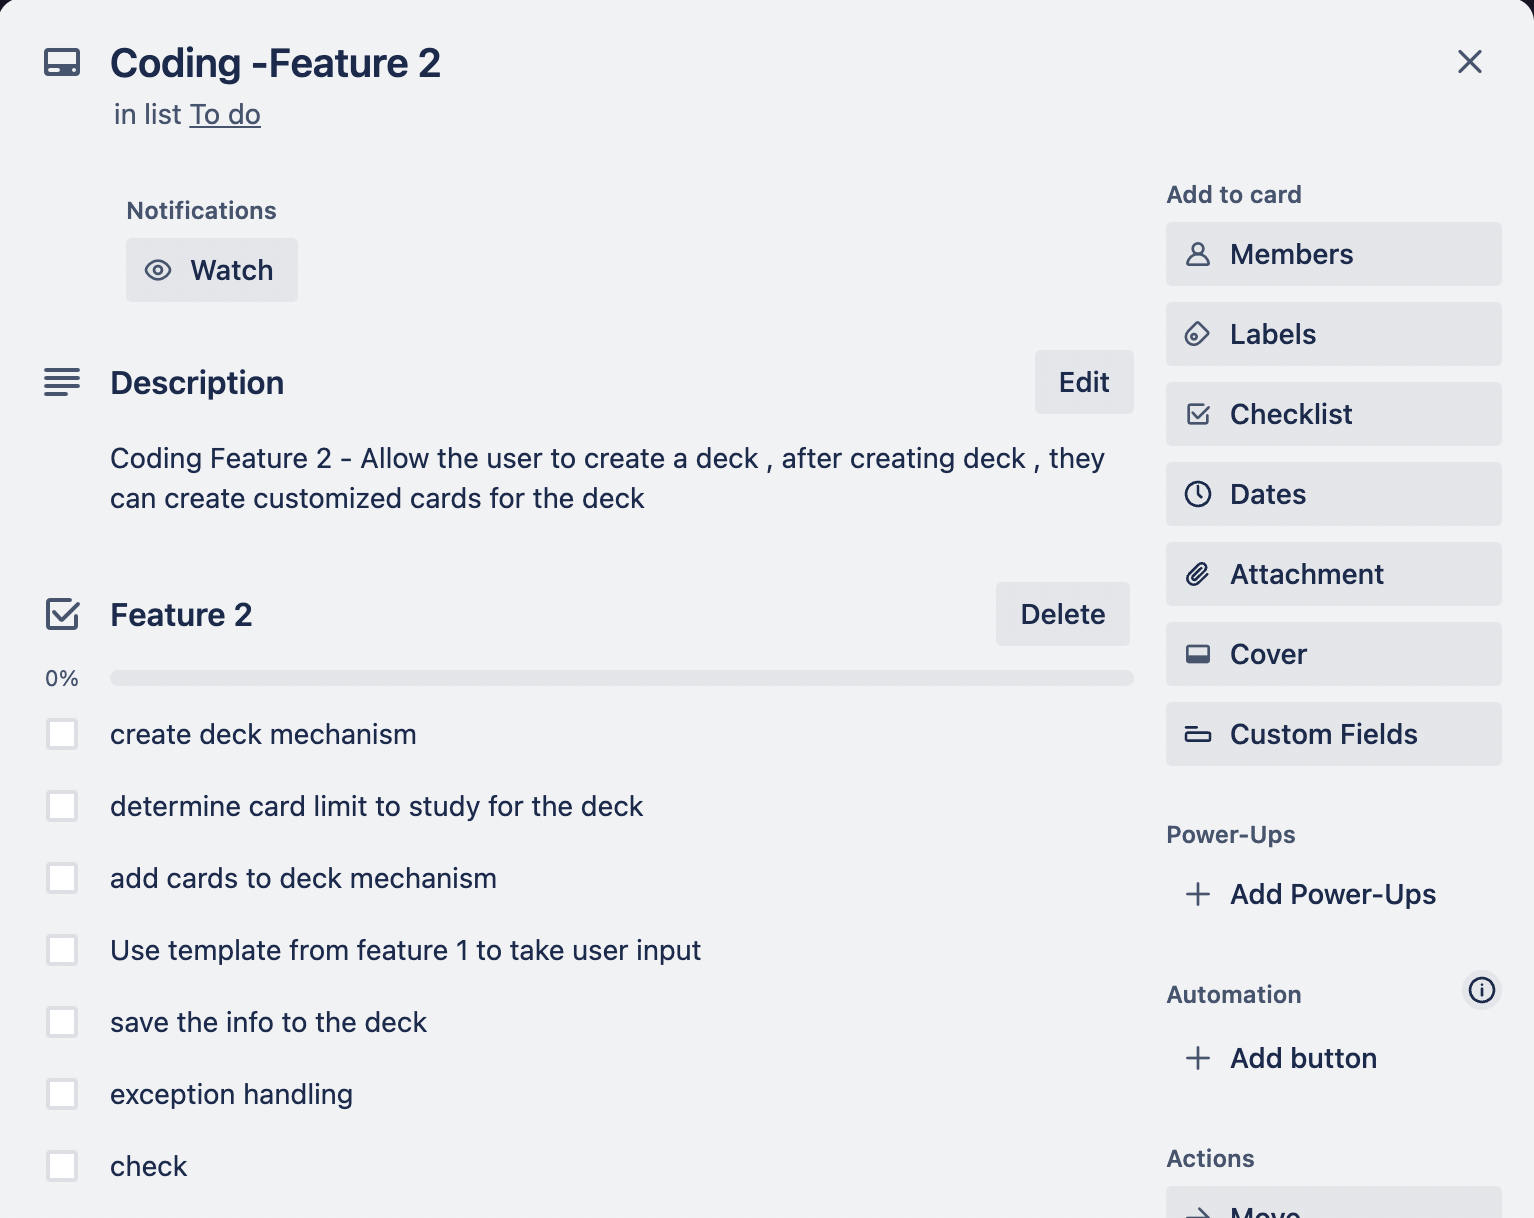 Coding -Feature 2
in list To do
Notifications
Watch
Description
Edit
Coding Feature 2 - Allow the user to create a deck , after creating deck , they
can create customized cards for the deck
Feature 2
Delete
0%
create deck mechanism
determine card limit to study for the deck
add cards to deck mechanism
Use template from feature 1 to take user input
save the info to the deck
exception handling
check
Add to card
Members
Labels
Checklist
Dates
Attachment
Cover
Custom Fields
Power-Ups
Add Power-Ups
Automation
Add button
Actions
Move